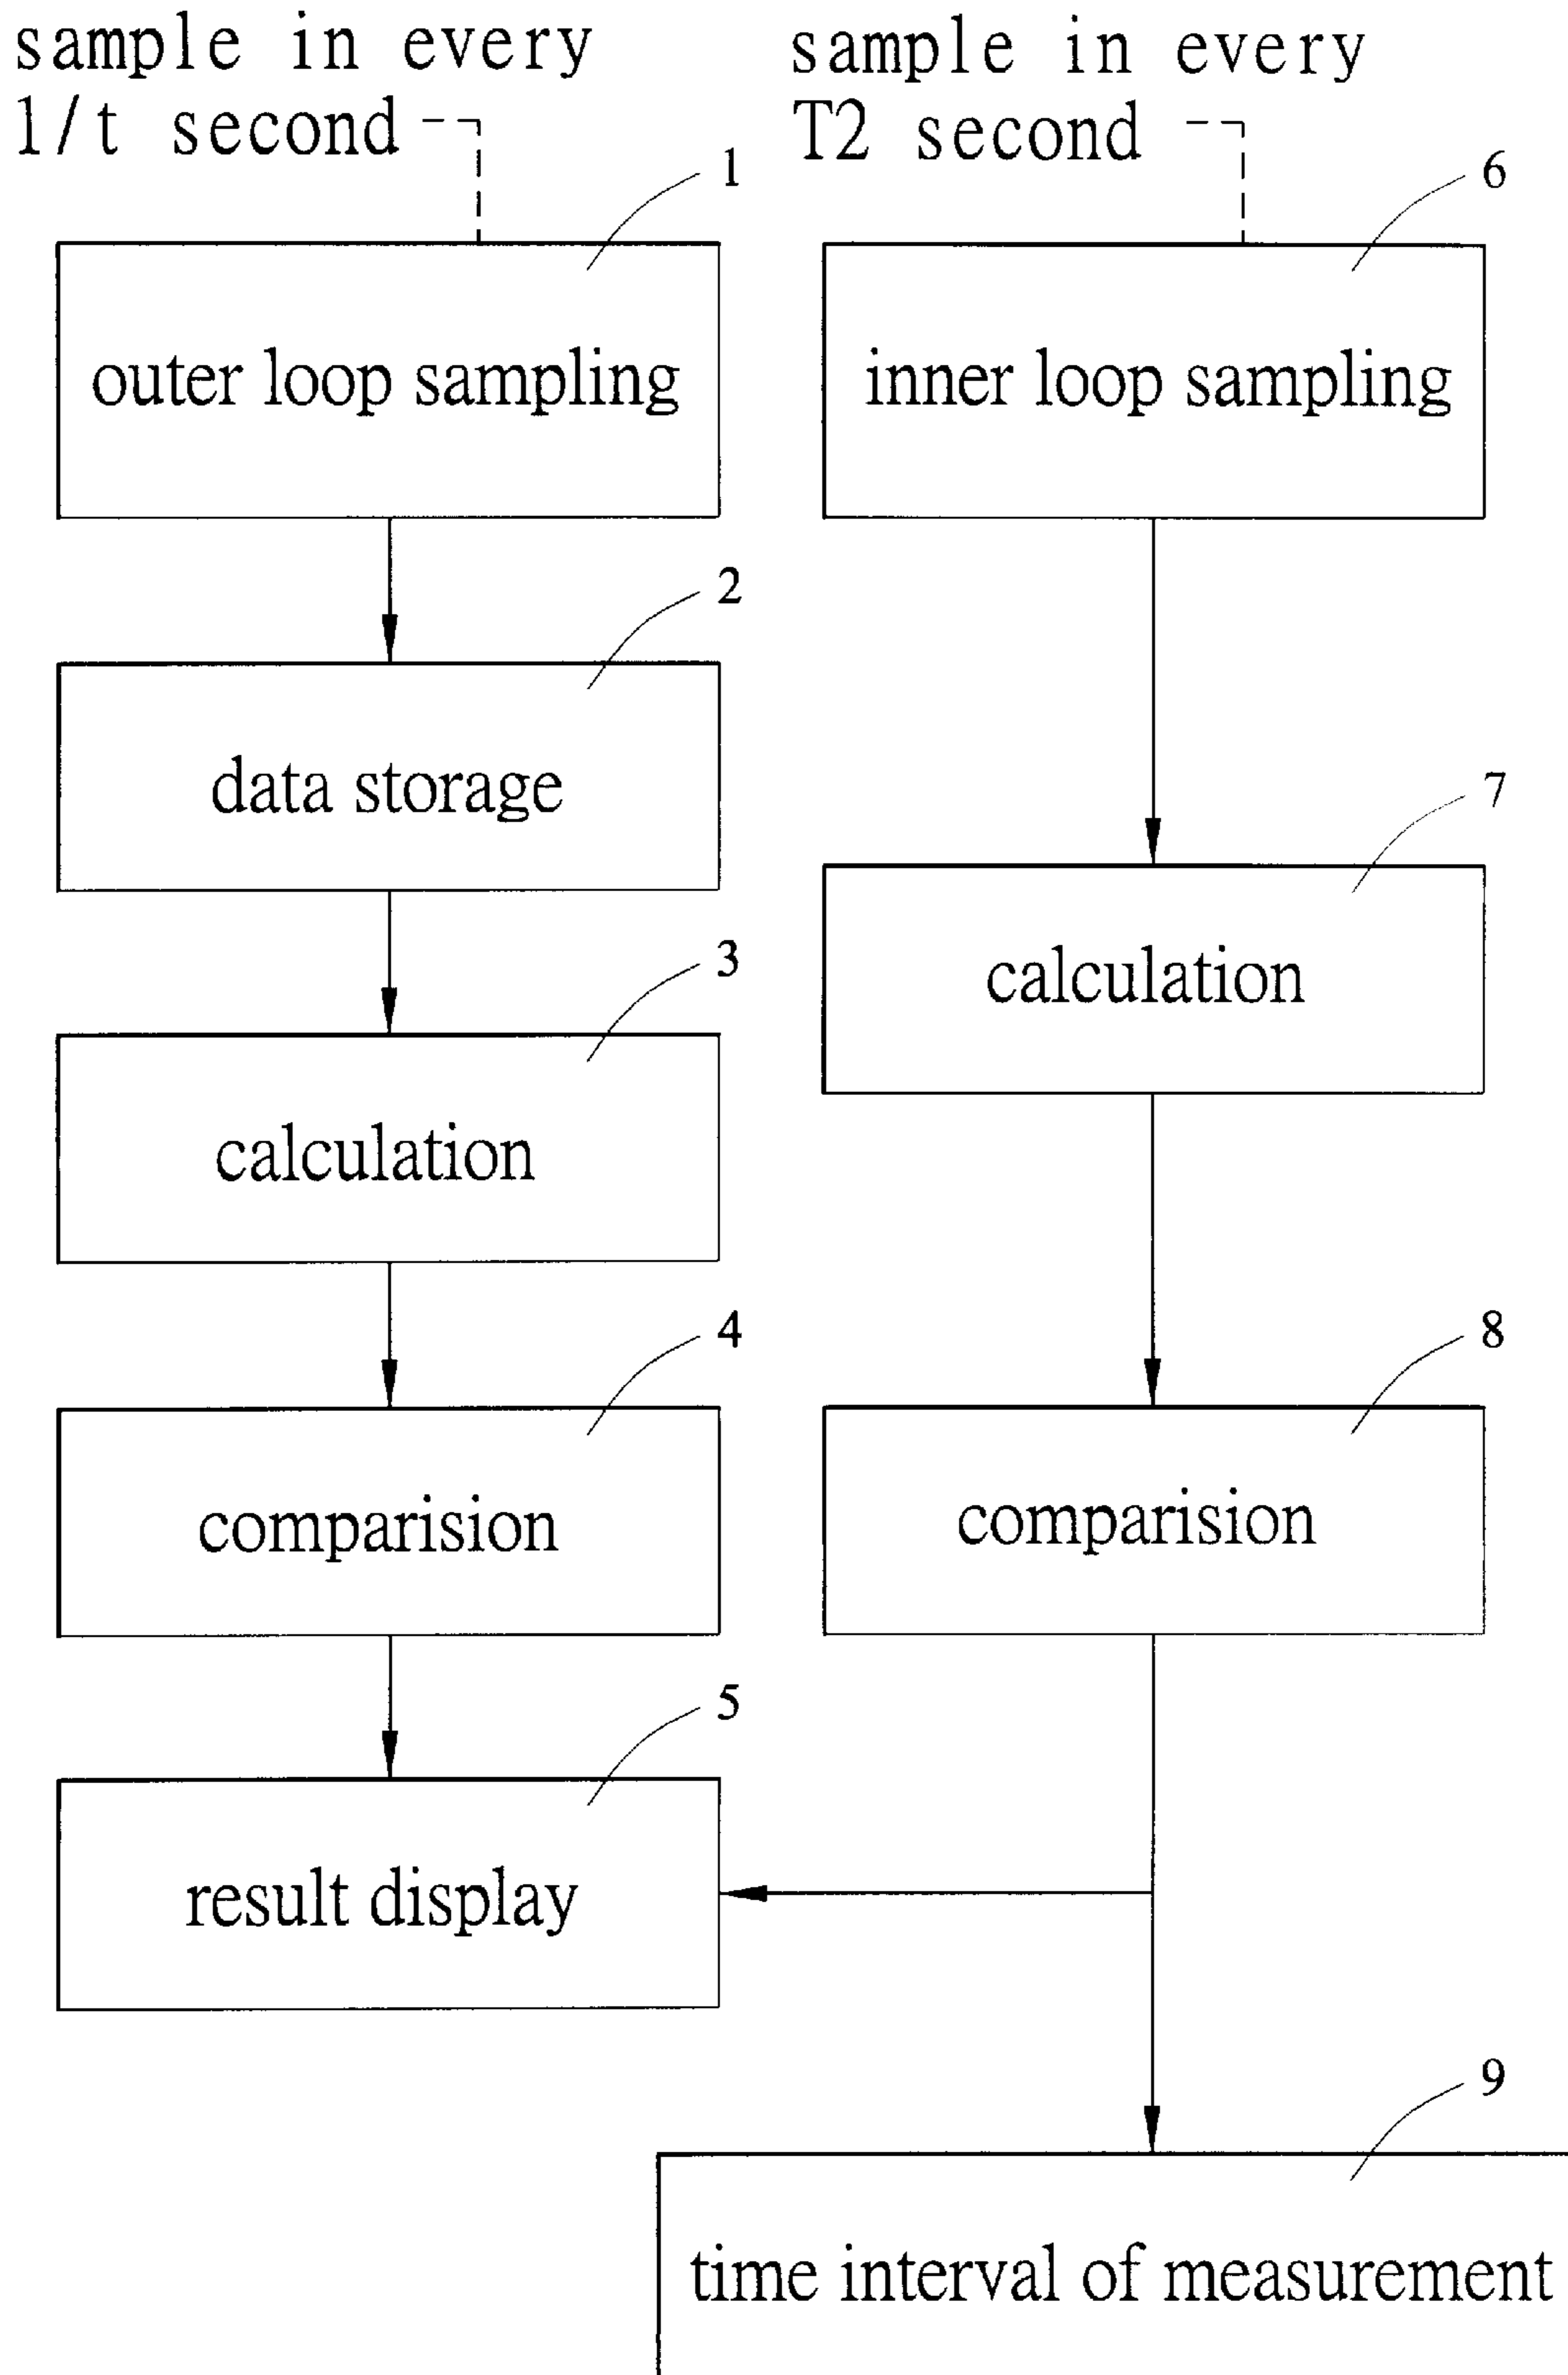 sample in every
1/t second
1
outer loop sampling
2
data storage
3
calculation
4
comparision
5
result display
sample in every
T2 second
6
inner loop sampling
7
calculation
8
comparision
9
time interval of measurement